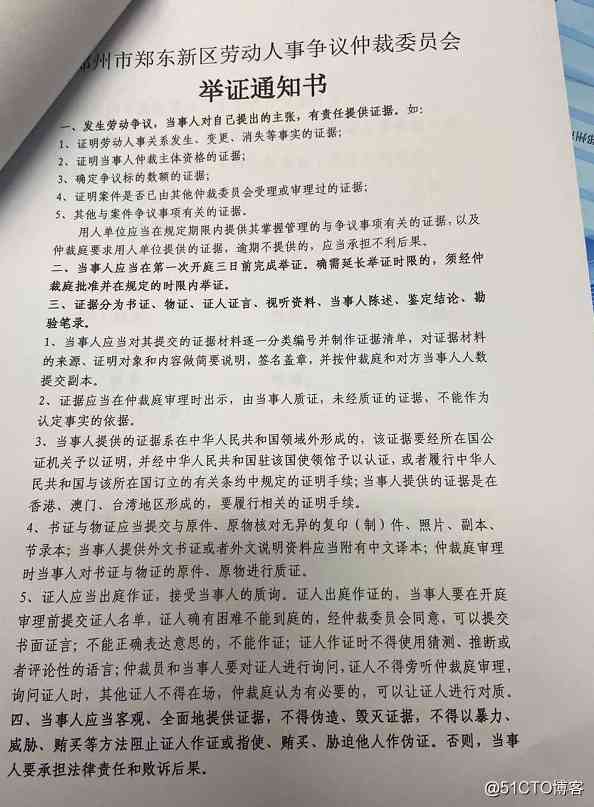 郑州市郑东新区劳动人事争议仲裁委员会
举证通知书
一、发生劳动争议，当事人对自己提出的主张，有责任提供证据。如:
1、证明劳动人事关系发生、变更、消失等事实的证据;
2、证明当事人仲裁主体资格的证据;
3、确定争议标的数额的证据;
4、证明案件是否已由其他仲裁委员会受理或审理过的证据;
5、其他与案件争议事项有关的证据。
用人单位应当在规定期限内提供其掌握管理的与争议事项有关的证据,以及
仲裁庭要求用人单位提供的证据，逾期不提供的，应当承担不利后果。
二、当事人应当在第一次开庭三日前完成举证。确需延长举证时限的，须经仲
裁庭批准并在规定的时限内举证。
三、证据分为书证、物证、证人证言、视听资料、当事人陈述、鉴定结论、勘
验笔录。
1、当事人应当对其提交的证据材料逐一分类编号并制作证据清单，对证据材料
的来源、证明对象和内容做简要说明，签名盖章，并按仲裁庭和对方当事人人数
提交副本。
2、证据应当在仲裁庭审理时出示，由当事人质证，未经质证的证据，不能作为
认定事实的依据。
3、当事人提供的证据系在中华人民共和国领域外形成的，该证据要经所在国公
证机关予以证明，并经中华人民共和国驻该国使领馆予以认证，或者履行中华人
民共和国与该所在国订立的有关条约中规定的证明手续;当事人提供的证据是在
香港、澳门、台湾地区形成的，要履行相关的证明手续。
4、书证与物证应当提交与原件、原物核对无异的复印（制）件、照片、副本、
节录本；当事人提供外文书证或者外文说明资料应当附有中文译本；仲裁庭审理
时当事人对书证与物证的原件、原物进行质证。
5、证人应当出庭作证，接受当事人的质询。证人出庭作证的，当事人要在开庭
审理前提交证人名单，证人确有困难不能到庭的，经仲裁委员会同意，可以提交
书面证言；不能正确表达意思的，不能作证；证人作证时不得使用猜测、推断或
者评论性的语言;仲裁员和当事人要对证人进行询问,证人不得旁听仲裁庭审理,
询问证人时，其他证人不得在场，仲裁庭认为有必要的，可以让证人进行对质。
四、当事人应当客观、全面地提供证据，不得伪造、毁灭证据，不得以暴力、
威胁、贿买等方法阻止证人作证或指使、贿买、胁迫他人作伪证。否则，当事
人要承担法律责任和败诉后果。
@51CTO博客